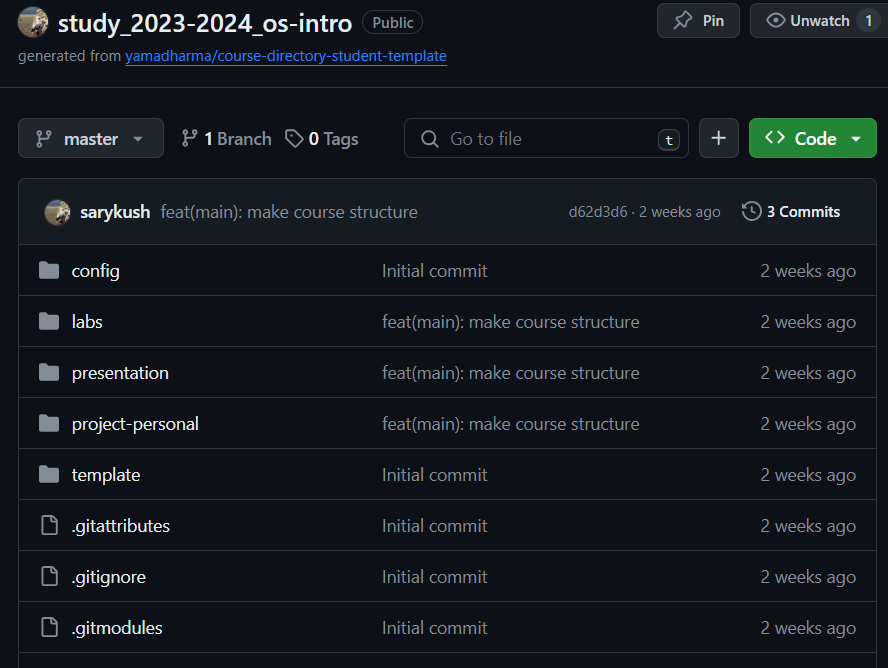 study_2023-2024_os-intro Public Pin Unwatch 1
generated from yamadharma/course-directory-student-template
master 1 Branch 0 Tags Go to file t + Code
sarykush feat(main): make course structure d62d3d6 · 2 weeks ago 3 Commits
config Initial commit 2 weeks ago
labs feat(main): make course structure 2 weeks ago
presentation feat(main): make course structure 2 weeks ago
project-personal feat(main): make course structure 2 weeks ago
template Initial commit 2 weeks ago
.gitattributes Initial commit 2 weeks ago
.gitignore Initial commit 2 weeks ago
.gitmodules Initial commit 2 weeks ago